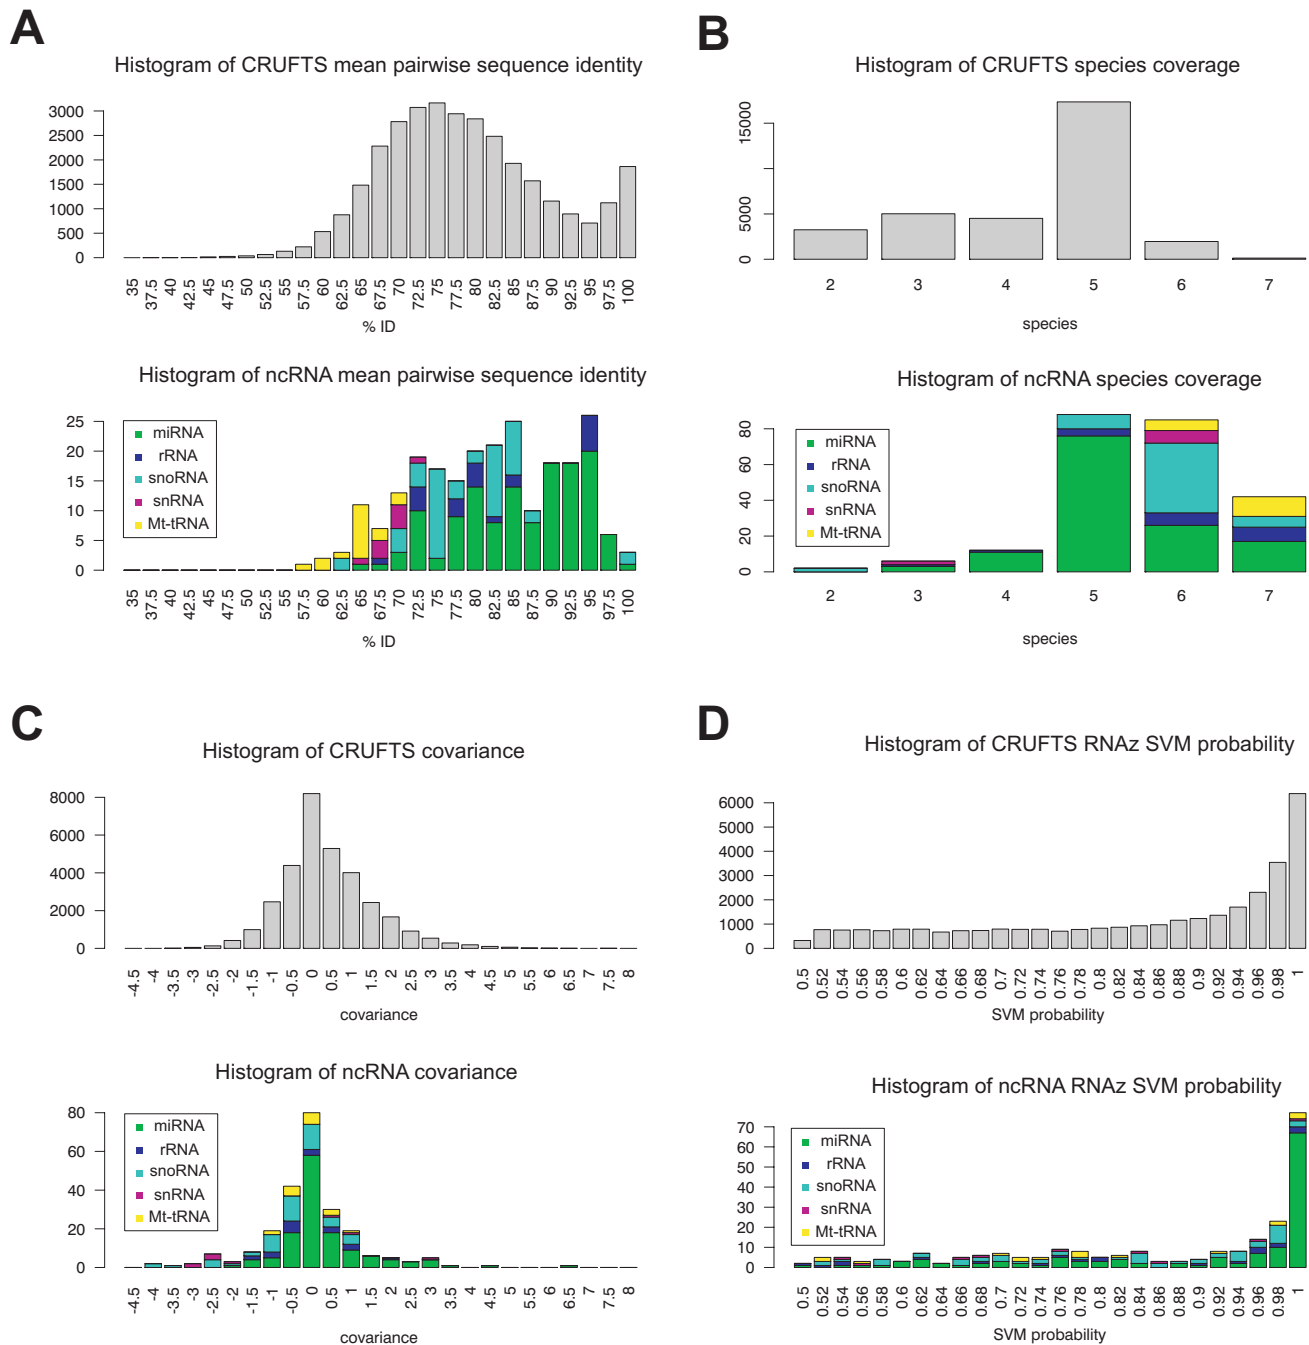 A
Histogram of CRUFTS mean pairwise sequence identity
3000
2500
2000
1500
1000
500
0
35 37.5 40 42.5 45 47.5 50 52.5 55 57.5 60 62.5 65 67.5 70 72.5 75 77.5 80 82.5 85 87.5 90 92.5 95 97.5 100
% ID
Histogram of ncRNA mean pairwise sequence identity
25
20
15
10
5
0
miRNA
rRNA
snoRNA
snRNA
Mt-tRNA
35 37.5 40 42.5 45 47.5 50 52.5 55 57.5 60 62.5 65 67.5 70 72.5 75 77.5 80 82.5 85 87.5 90 92.5 95 97.5 100
% ID
B
Histogram of CRUFTS species coverage
15000
5000
0
2 3 4 5 6 7
species
Histogram of ncRNA species coverage
80
60
40
20
0
miRNA
rRNA
snoRNA
snRNA
Mt-tRNA
2 3 4 5 6 7
species
C
Histogram of CRUFTS covariance
8000
6000
4000
2000
0
-4.5 -4 -3.5 -3 -2.5 -2 -1.5 -1 -0.5 0 0.5 1 1.5 2 2.5 3 3.5 4 4.5 5 5.5 6 6.5 7 7.5 8
covariance
Histogram of ncRNA covariance
80
60
40
20
0
miRNA
rRNA
snoRNA
snRNA
Mt-tRNA
-4.5 -4 -3.5 -3 -2.5 -2 -1.5 -1 -0.5 0 0.5 1 1.5 2 2.5 3 3.5 4 4.5 5 5.5 6 6.5 7 7.5 8
covariance
D
Histogram of CRUFTS RNAz SVM probability
6000
5000
4000
3000
2000
1000
0
0.5 0.52 0.54 0.56 0.58 0.6 0.62 0.64 0.66 0.68 0.7 0.72 0.74 0.76 0.78 0.8 0.82 0.84 0.86 0.88 0.9 0.92 0.94 0.96 0.98 1
SVM probability
Histogram of ncRNA RNAz SVM probability
70
60
50
40
30
20
10
0
miRNA
rRNA
snoRNA
snRNA
Mt-tRNA
0.5 0.52 0.54 0.56 0.58 0.6 0.62 0.64 0.66 0.68 0.7 0.72 0.74 0.76 0.78 0.8 0.82 0.84 0.86 0.88 0.9 0.92 0.94 0.96 0.98 1
SVM probability